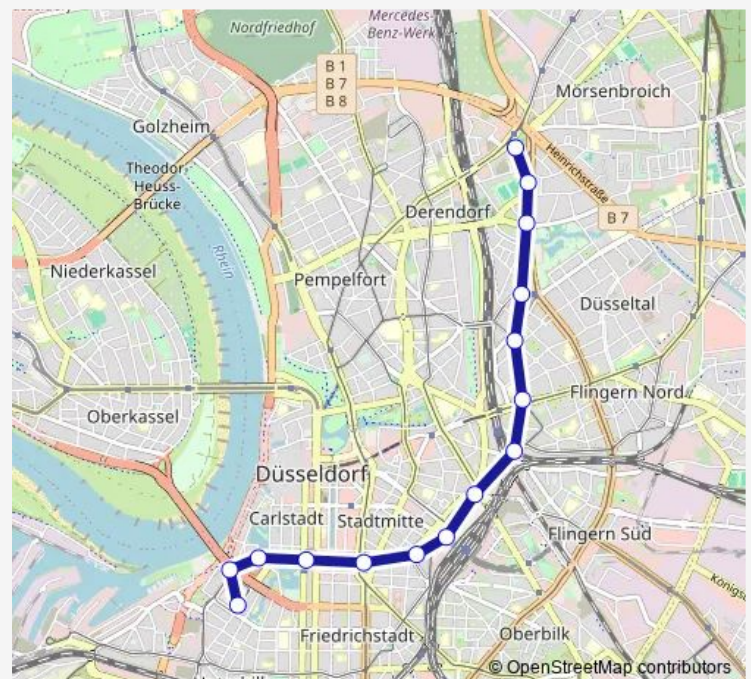 Nordfriedhof
Mercedes-
Benz-Werk
B 1
B 7
B 8
Mörsenbroich
Golzheim
Heinrichstraße
Theodor-
Heuss-
Brücke
Derendorf
B 7
Rhein
Niederkassel
Pempelfort
Düsseltal
Flingern Nord
Oberkassel
Düsseldorf
Carlstadt
Stadtmitte
Flingern Süd
Friedrichstadt
Oberbilk
© OpenStreetMap contributors